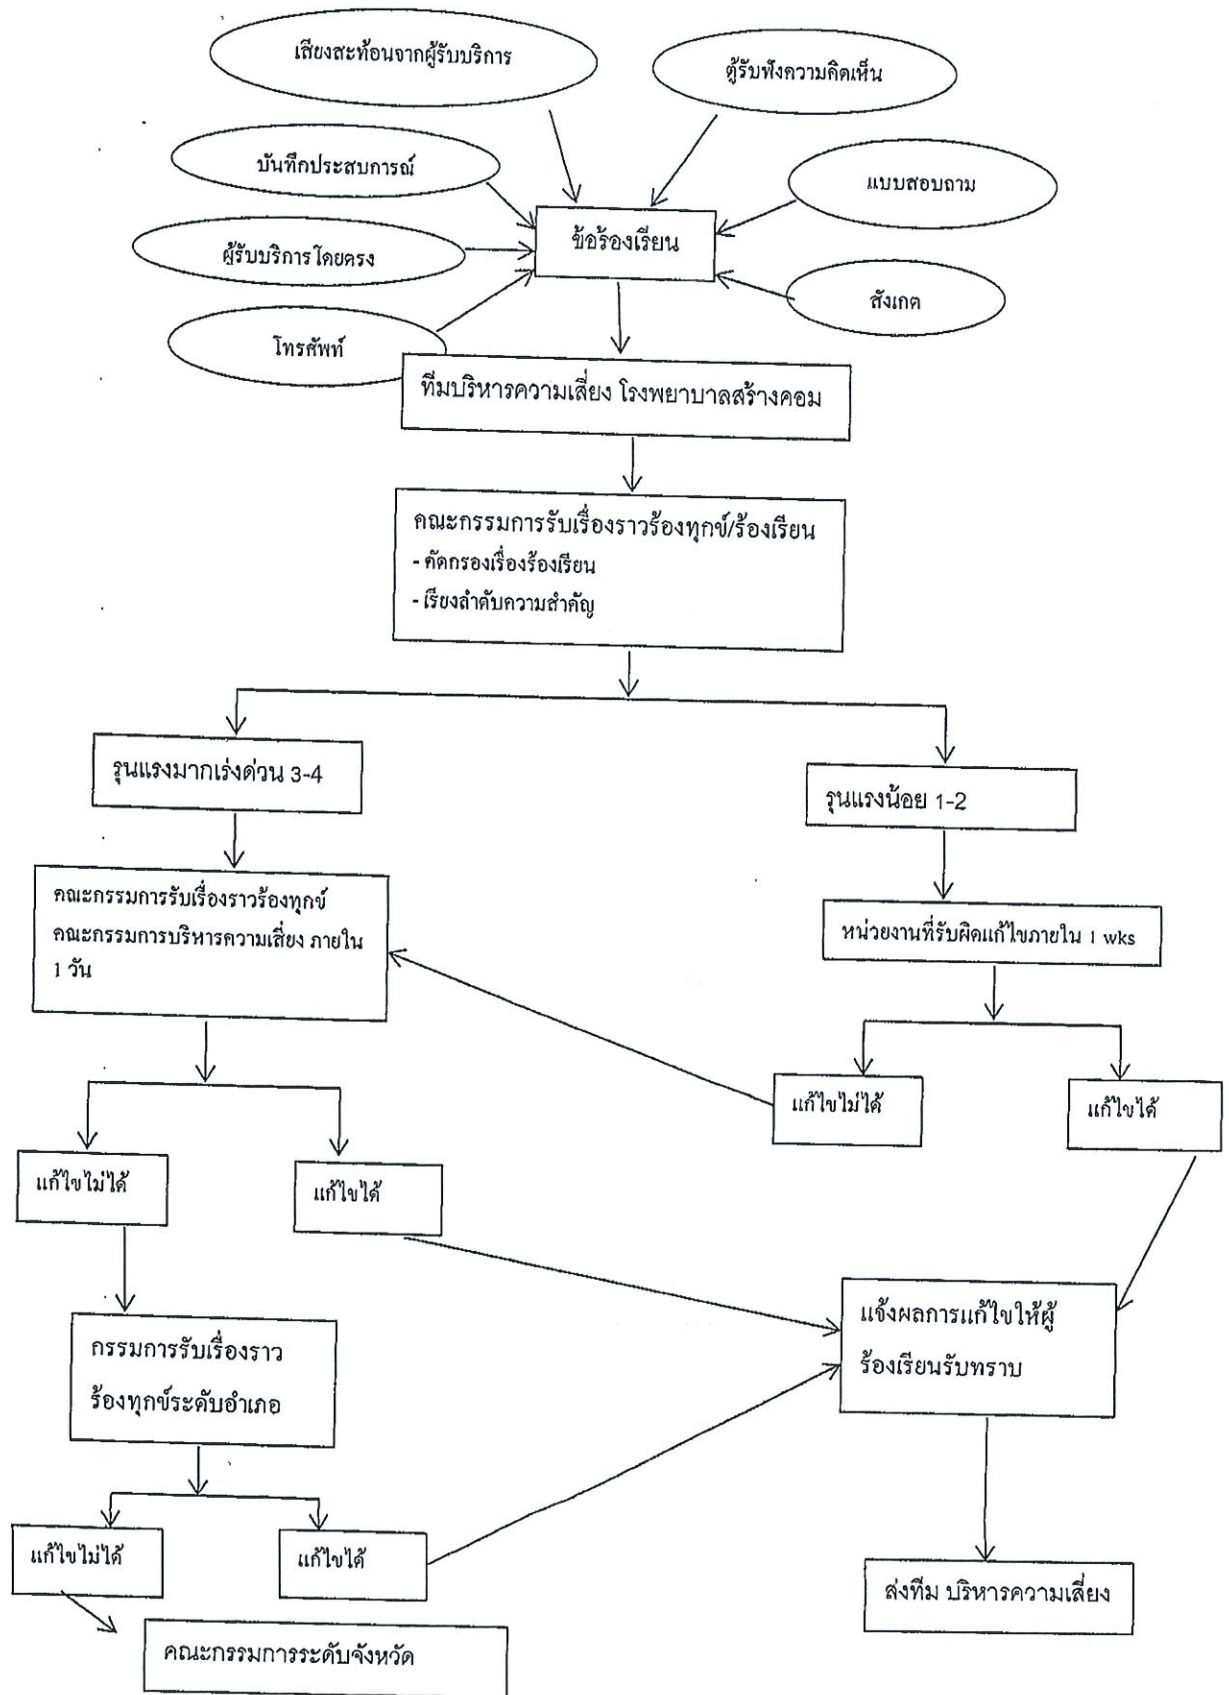 เสียงสะท้อนจากผู้รับบริการ
ตู้รับฟังความคิดเห็น
บันทึกประสบการณ์
แบบสอบถาม
ข้อร้องเรียน
ผู้รับบริการโดยตรง
สังเกต
โทรศัพท์
ทีมบริหารความเสี่ยง โรงพยาบาลสร้างคอม
คณะกรรมการรับเรื่องราวร้องทุกข์/ร้องเรียน
- คัดกรองเรื่องร้องเรียน
- เรียงลำดับความสำคัญ
รุนแรงมากเร่งด่วน 3-4
รุนแรงน้อย 1-2
คณะกรรมการรับเรื่องราวร้องทุกข์
คณะกรรมการบริหารความเสี่ยง ภายใน
1 วัน
หน่วยงานที่รับผิดแก้ไขภายใน 1 wks
แก้ไขไม่ได้
แก้ไขได้
แก้ไขไม่ได้
แก้ไขได้
แจ้งผลการแก้ไขให้ผู้
ร้องเรียนรับทราบ
กรรมการรับเรื่องราว
ร้องทุกข์ระดับอำเภอ
แก้ไขไม่ได้
แก้ไขได้
ส่งทีม บริหารความเสี่ยง
คณะกรรมการระดับจังหวัด